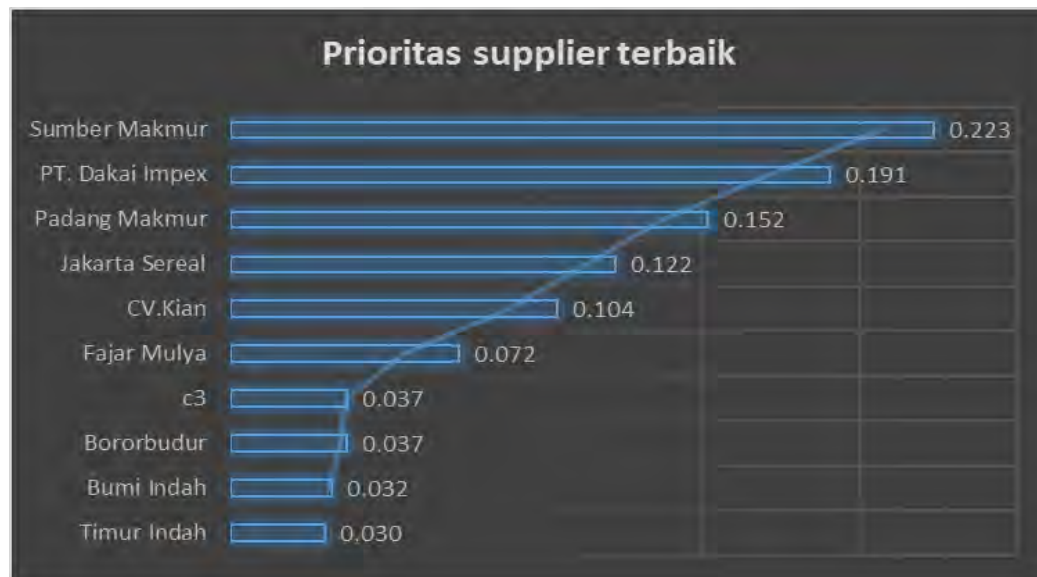 Prioritas supplier terbaik
Sumber Makmur 0.223
PT. Dakai Impex 0.191
Padang Makmur 0.152
Jakarta Sereal 0.122
CV.Kian 0.104
Fajar Mulya 0.072
c3 0.037
Bororbudur 0.037
Bumi Indah 0.032
Timur Indah 0.030